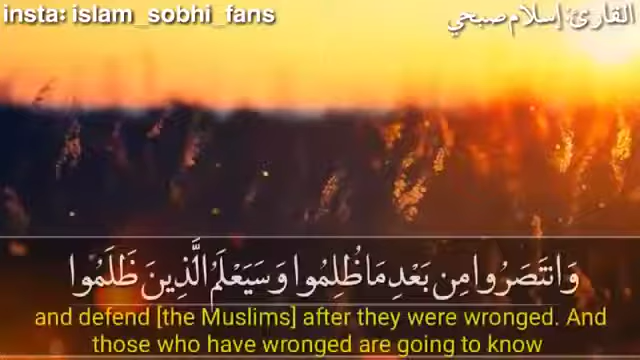 insta: islam_sobhi_fans
القارئ: إسلام صبحي
وَانتَصَرُوا مِن بَعْدِ مَا ظُلِمُوا وَسَيَعْلَمُ الَّذِينَ ظَلَمُوا
and defend [the Muslims] after they were wronged. And
those who have wronged are going to know